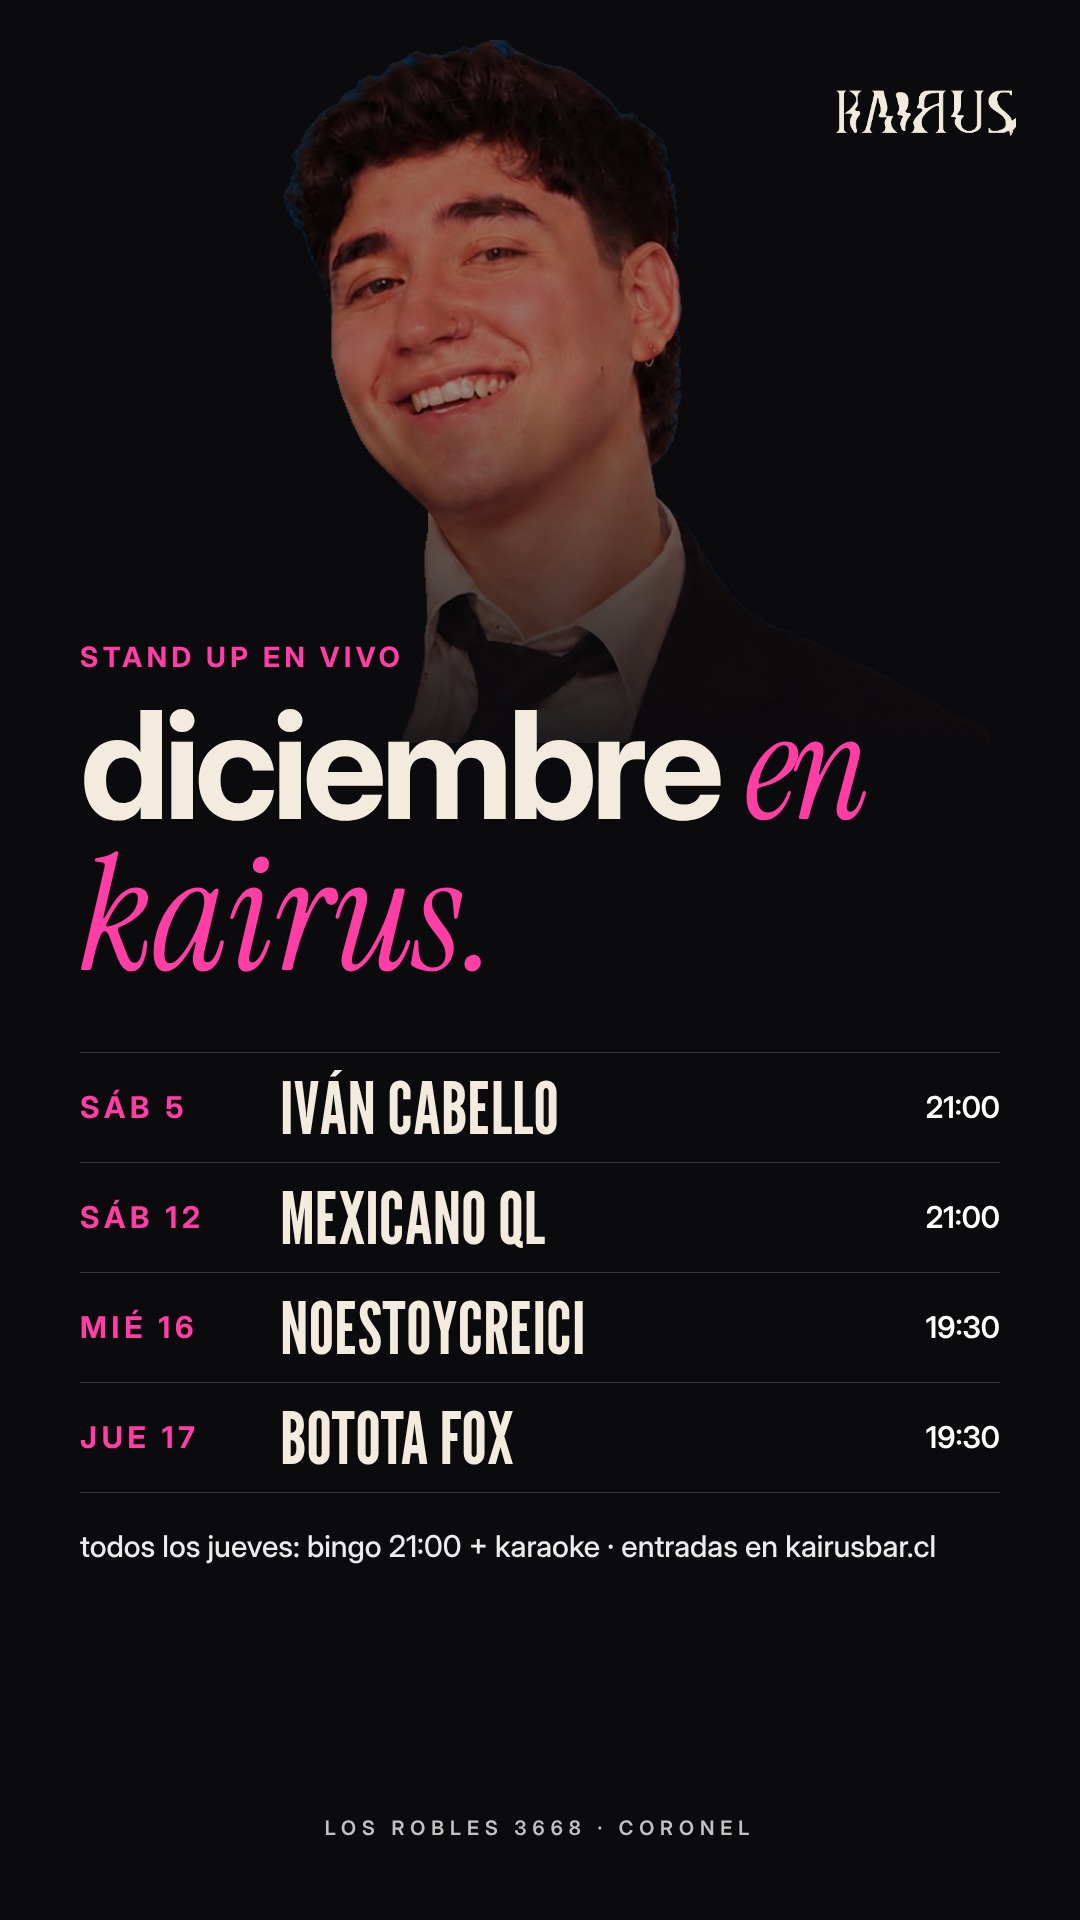 KAIRUS
STAND UP EN VIVO
diciembre en
kairus.
SÁB 5 IVÁN CABELLO 21:00
SÁB 12 MEXICANO QL 21:00
MIÉ 16 NOESTOYCREICI 19:30
JUE 17 BOTOTA FOX 19:30
todos los jueves: bingo 21:00 + karaoke · entradas en kairusbar.cl
LOS ROBLES 3668 · CORONEL